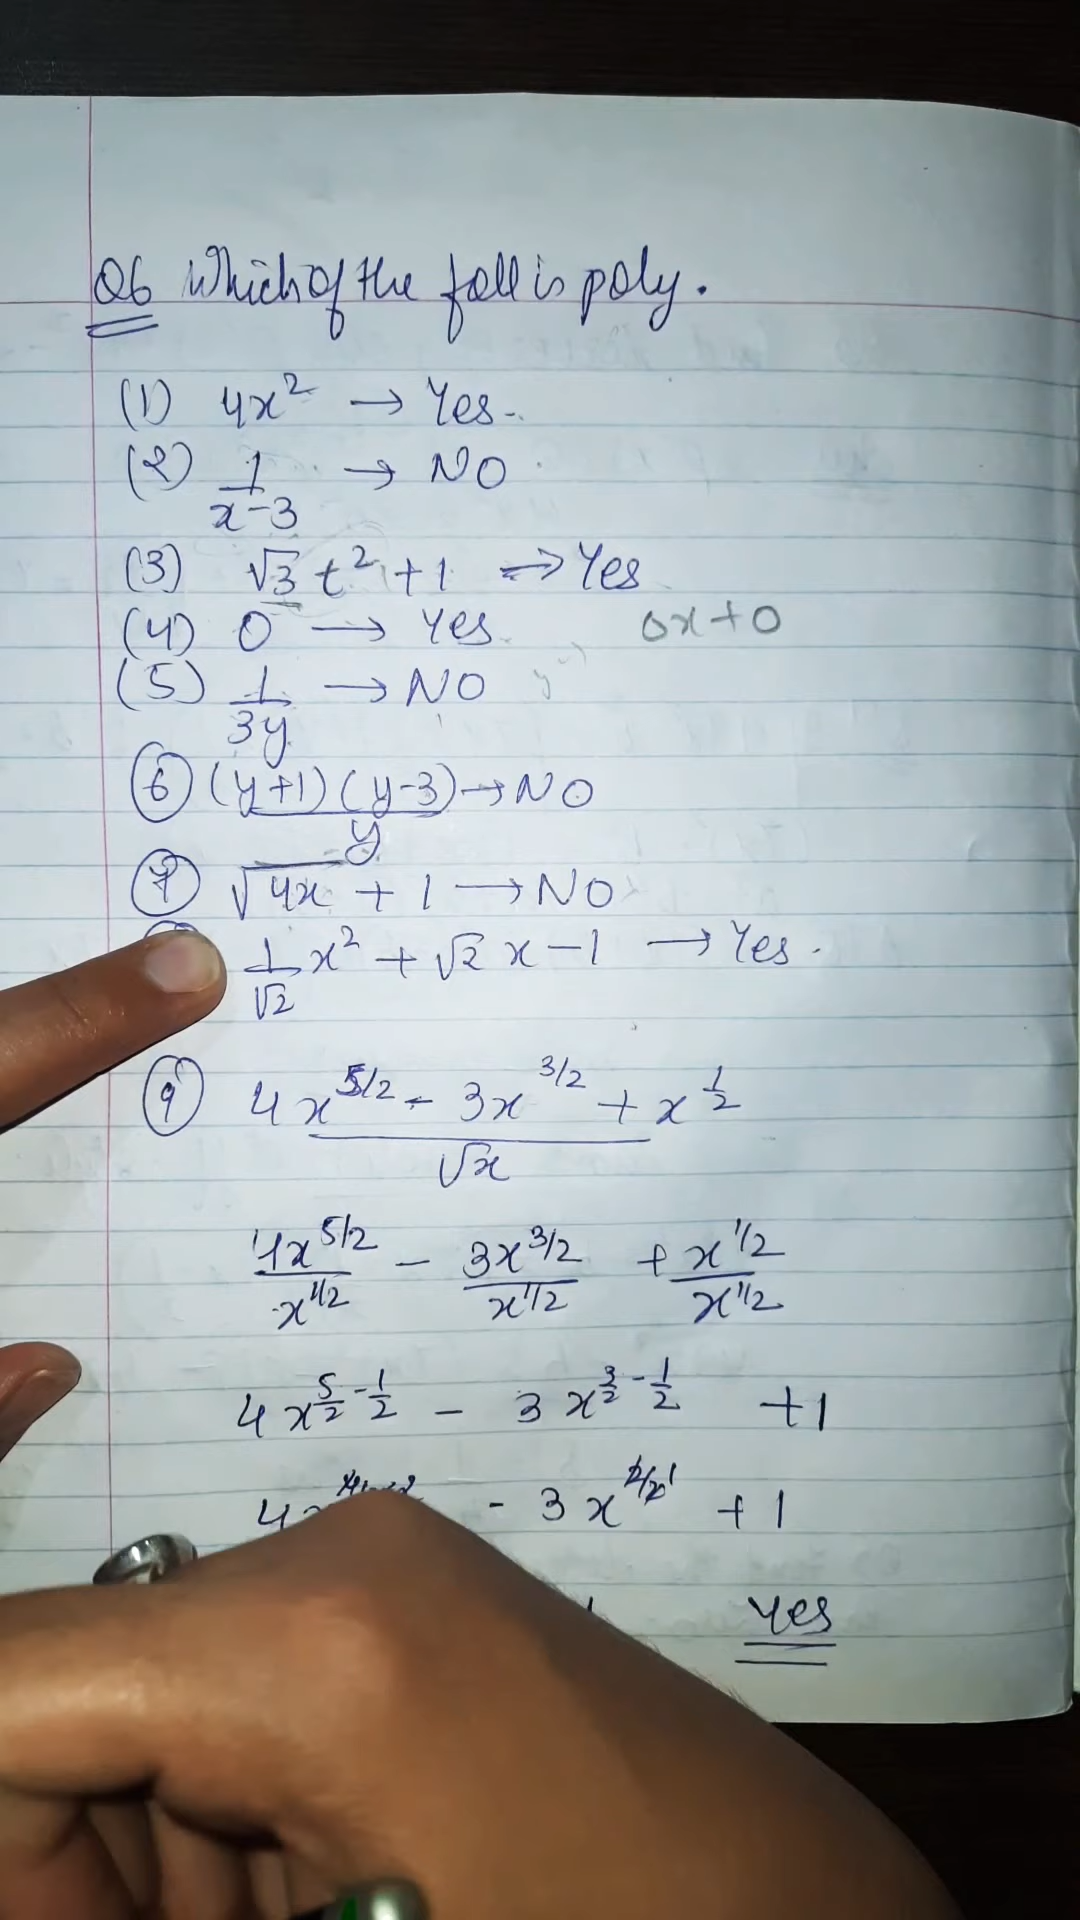 Q6 Which of the foll is poly.
(1) 4x² → Yes.
(2) 1/(x-3) → NO
(3) √3 t² + 1 ⇒ Yes
(4) 0 → Yes 0x+0
(5) 1/3y → NO
(6) (y+1)(y-3)/y → NO
(7) √4x + 1 → NO
1/√2 x² + √2 x - 1 → Yes.
(9) 4x^5/2 - 3x^3/2 + x^1/2
√x
4x^5/2 / x^1/2 - 3x^3/2 / x^1/2 + x^1/2 / x^1/2
4x^5/2-1/2 - 3x^3/2-1/2 + 1
- 3x^2/2 1 + 1
Yes